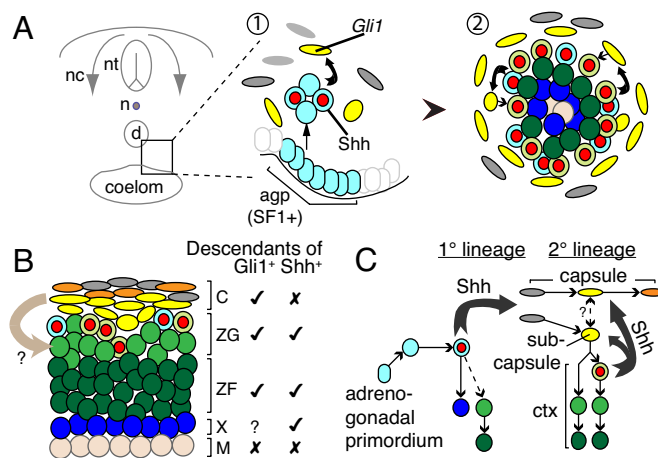 A
nc
nt
n
d
coelom
1
Gli1
Shh
agp
(SF1+)
2
B
Descendants of
Gli1+ Shh+
C ✓ ✗
ZG ✓ ✓
ZF ✓ ✓
X ? ✓
M ✗ ✗
?
C
1° lineage
2° lineage
Shh
capsule
?
sub-
capsule
Shh
ctx
adreno-
gonadal
primordium